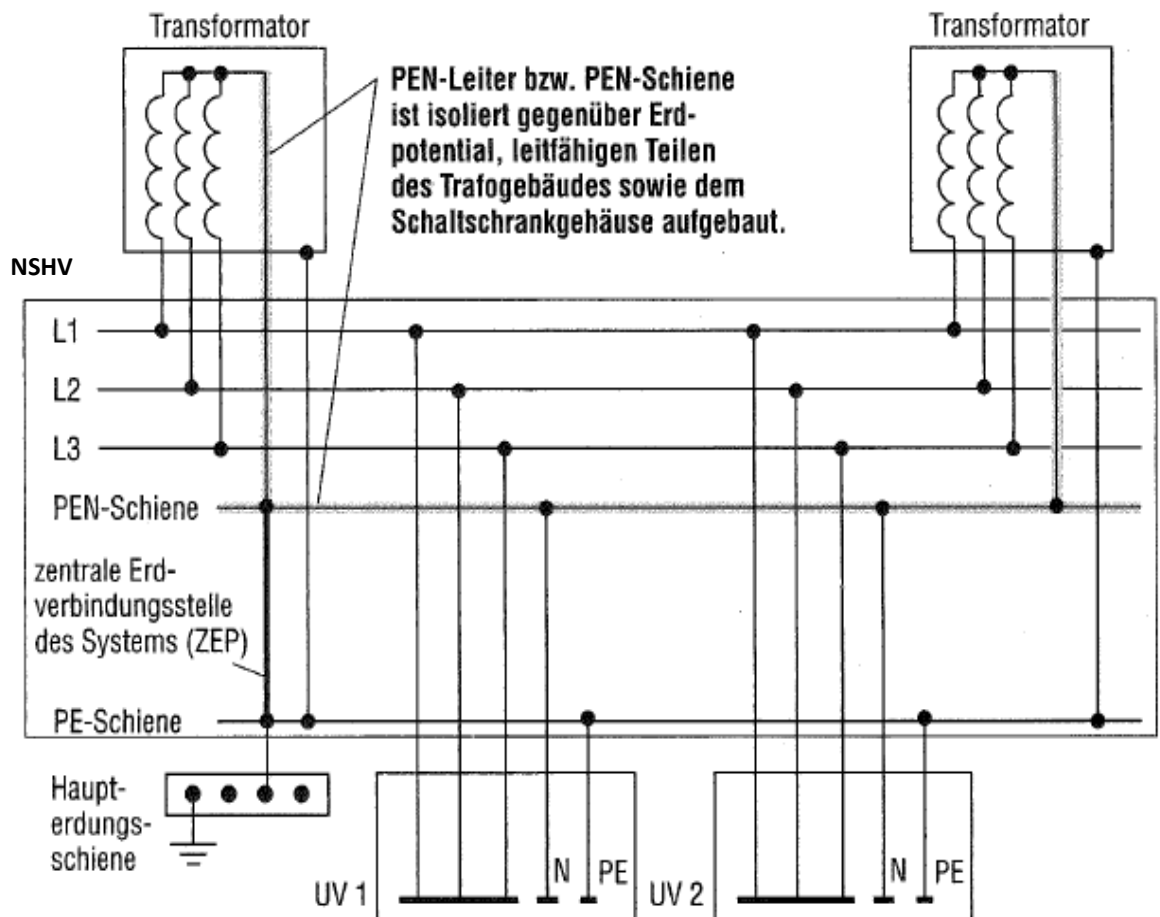 Transformator
Transformator
PEN-Leiter bzw. PEN-Schiene
ist isoliert gegenüber Erd-
potential, leitfähigen Teilen
des Trafogebäudes sowie dem
Schaltschrankgehäuse aufgebaut.
NSHV
L1
L2
L3
PEN-Schiene
zentrale Erd-
verbindungsstelle
des Systems (ZEP)
PE-Schiene
Haupt-
erdungs-
schiene
UV 1
N
PE
UV 2
N
PE